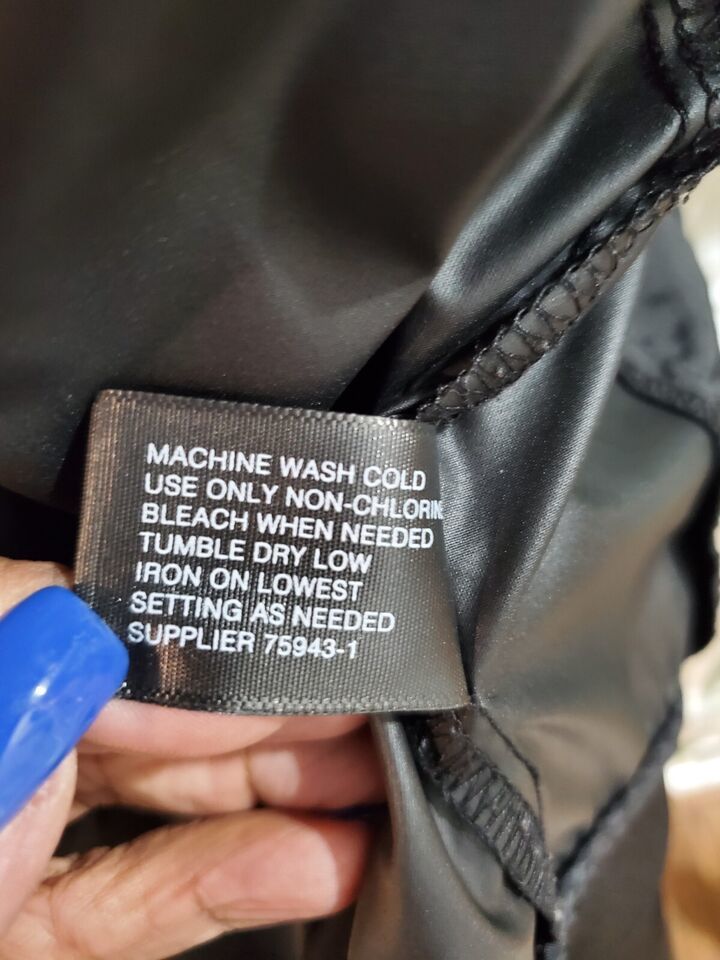 MACHINE WASH COLD
USE ONLY NON-CHLORIN
BLEACH WHEN NEEDED
TUMBLE DRY LOW
IRON ON LOWEST
SETTING AS NEEDED
SUPPLIER 75943-1